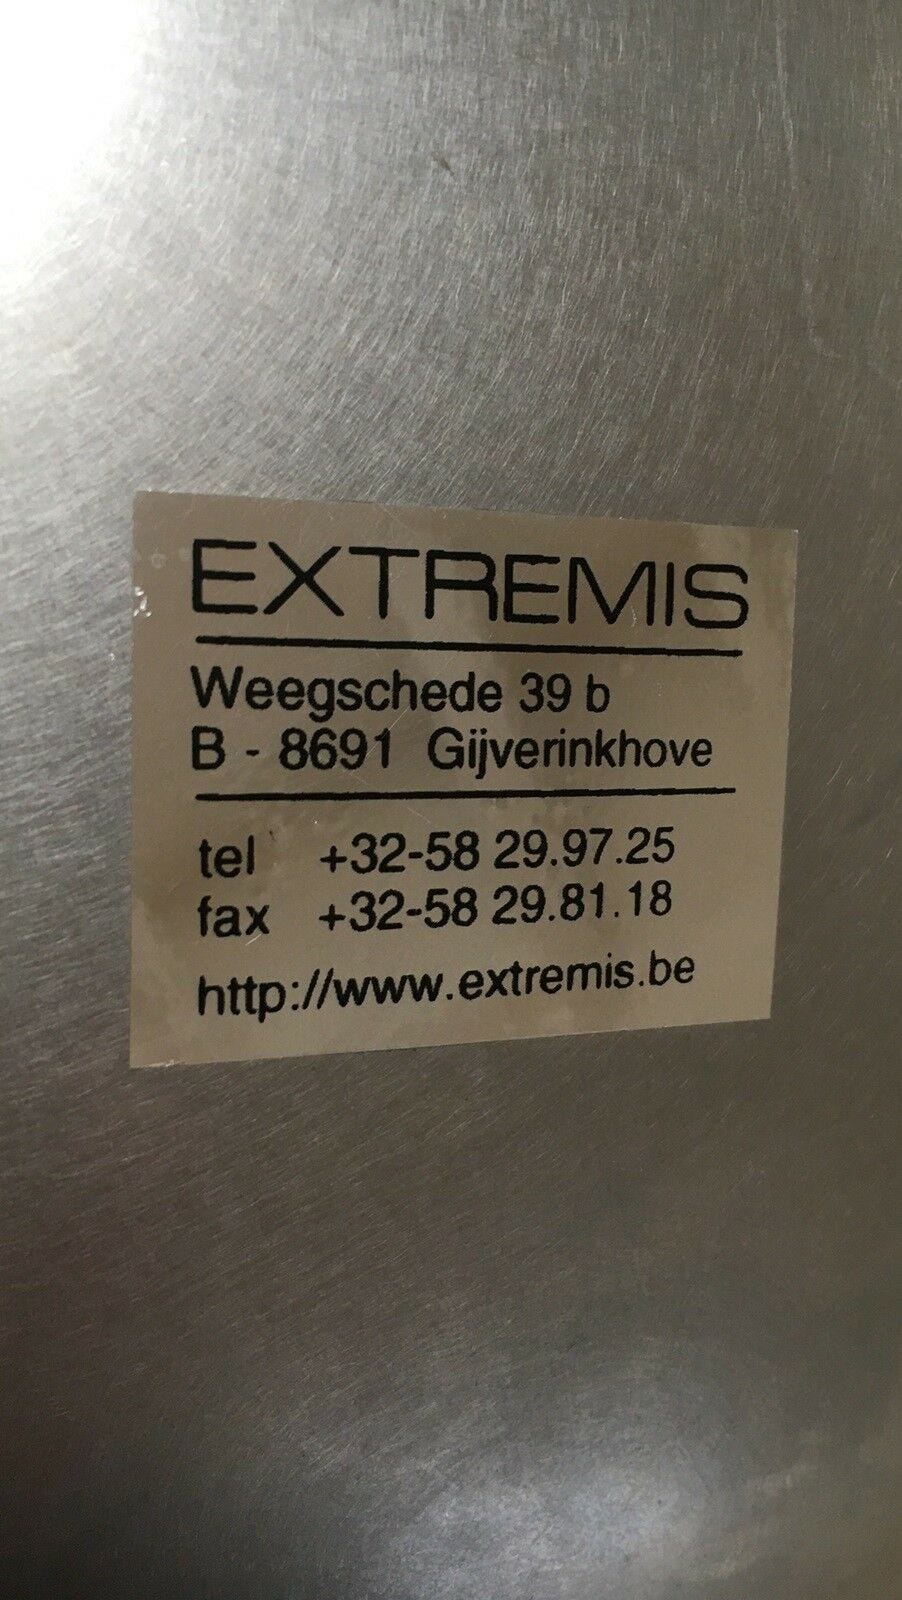 EXTREMIS
Weegschede 39 b
B - 8691 Gijverinkhove
tel +32-58 29.97.25
fax +32-58 29.81.18
http://www.extremis.be